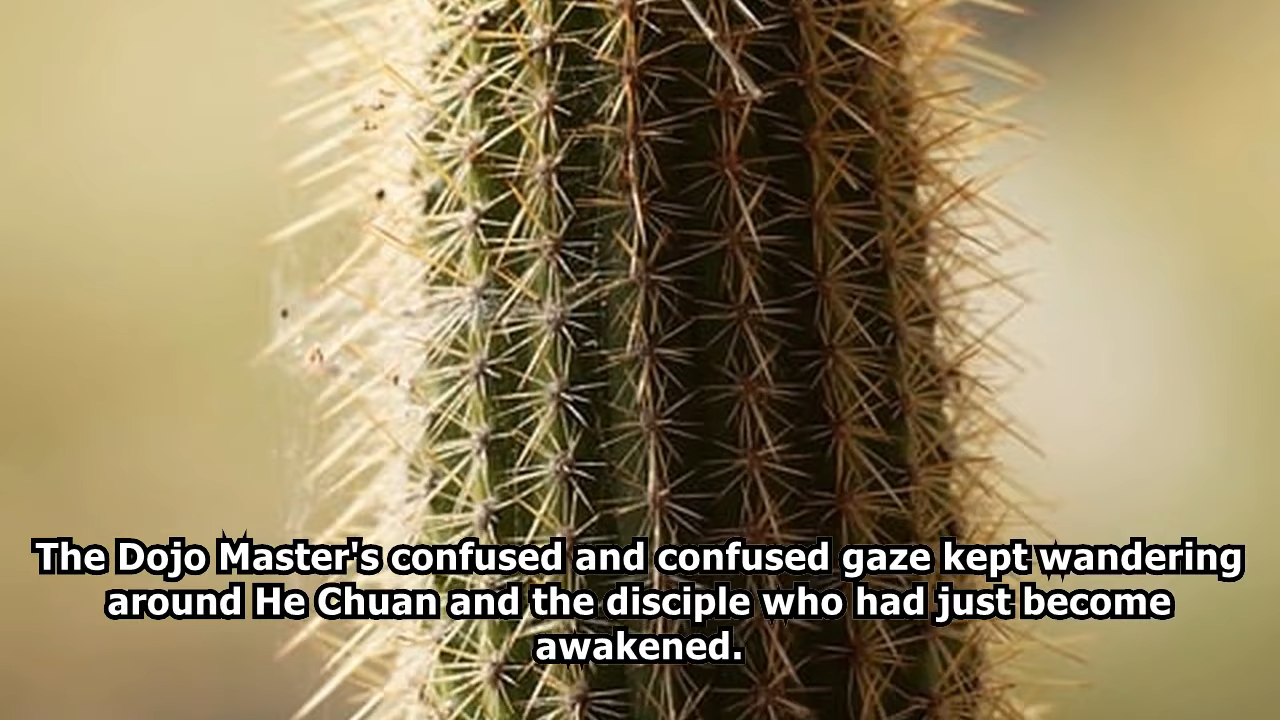 The Dojo Master's confused and confused gaze kept wandering
around He Chuan and the disciple who had just become
awakened.